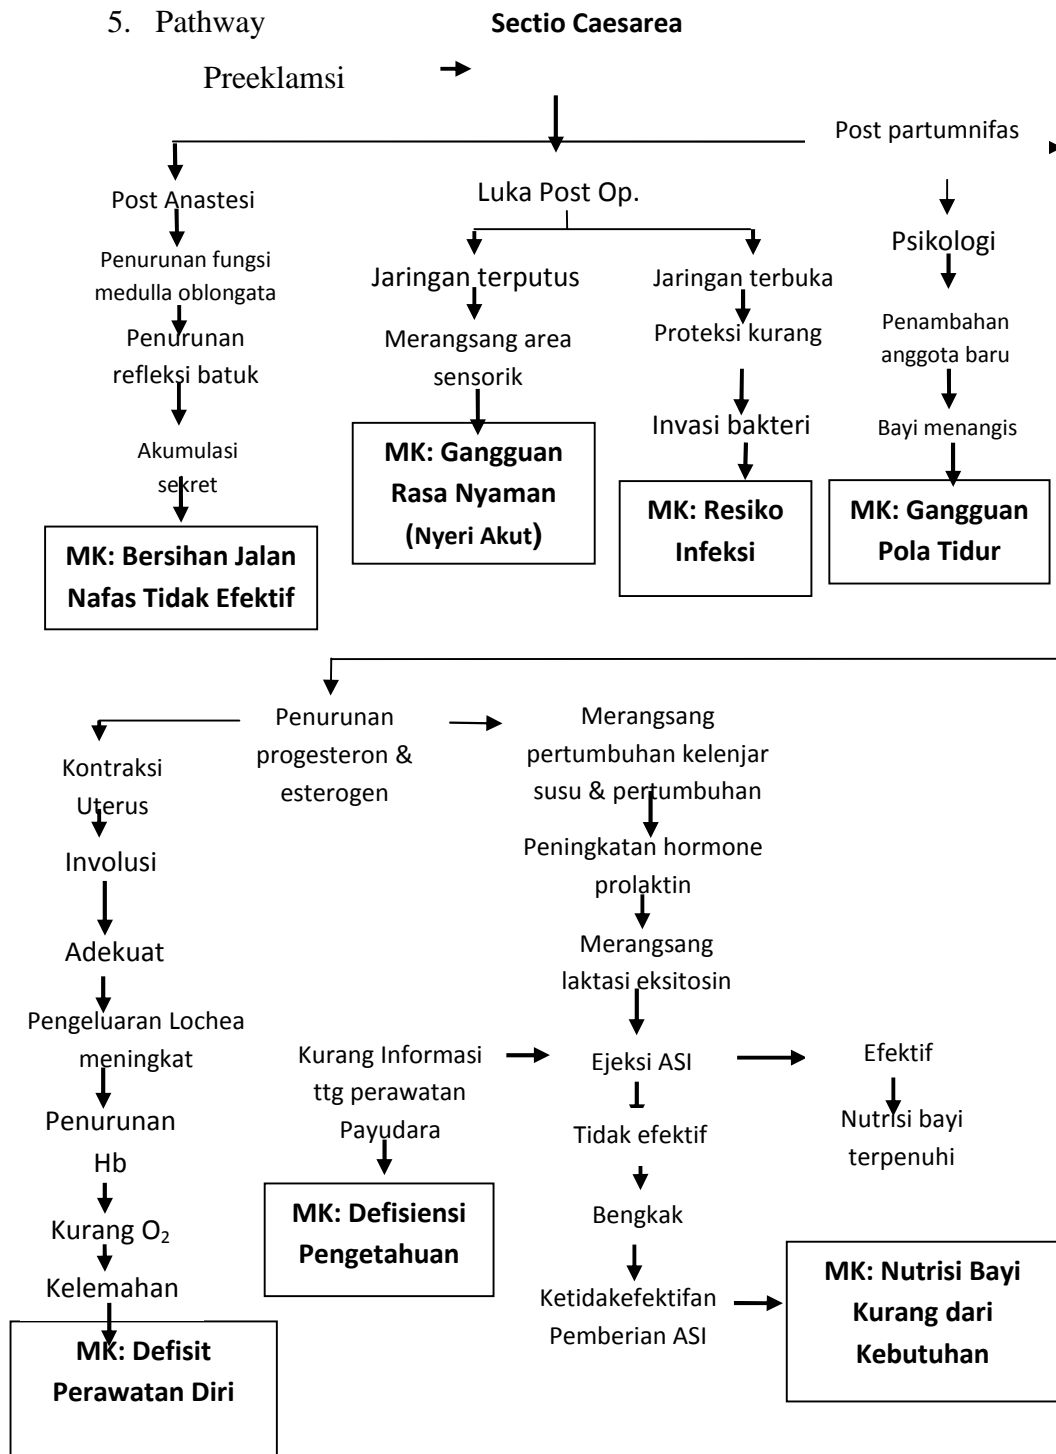 5. Pathway
Sectio Caesarea
Preeklamsi
Post partumnifas
Post Anastesi
Penurunan fungsi
medulla oblongata
Penurunan
refleksi batuk
Akumulasi
sekret
MK: Bersihan Jalan
Nafas Tidak Efektif
Luka Post Op.
Jaringan terputus
Merangsang area
sensorik
MK: Gangguan
Rasa Nyaman
(Nyeri Akut)
Jaringan terbuka
Proteksi kurang
Invasi bakteri
MK: Resiko
Infeksi
Psikologi
Penambahan
anggota baru
Bayi menangis
MK: Gangguan
Pola Tidur
Penurunan
progesteron &
esterogen
Kontraksi
Uterus
Involusi
Adekuat
Pengeluaran Lochea
meningkat
Penurunan
Hb
Kurang O₂
Kelemahan
MK: Defisit
Perawatan Diri
Merangsang
pertumbuhan kelenjar
susu & pertumbuhan
Peningkatan hormone
prolaktin
Merangsang
laktasi eksitosin
Kurang Informasi
ttg perawatan
Payudara
MK: Defisiensi
Pengetahuan
Ejeksi ASI
Tidak efektif
Bengkak
Ketidakefektifan
Pemberian ASI
Efektif
Nutrisi bayi
terpenuhi
MK: Nutrisi Bayi
Kurang dari
Kebutuhan